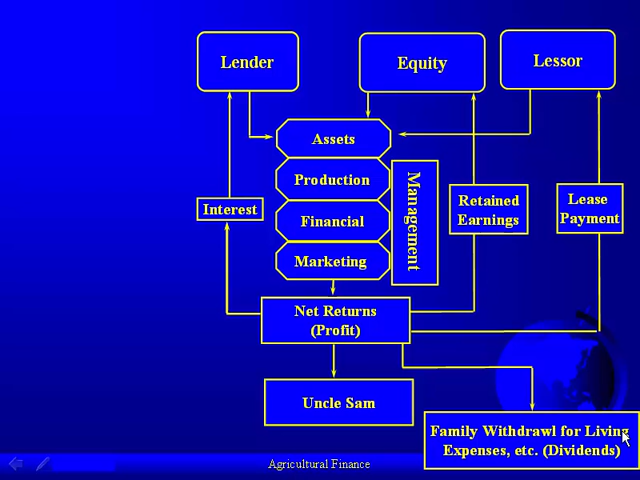 Lender
Equity
Lessor
Assets
Production
Financial
Marketing
Management
Interest
Retained
Earnings
Lease
Payment
Net Returns
(Profit)
Uncle Sam
Family Withdrawl for Living
Expenses, etc. (Dividends)
Agricultural Finance